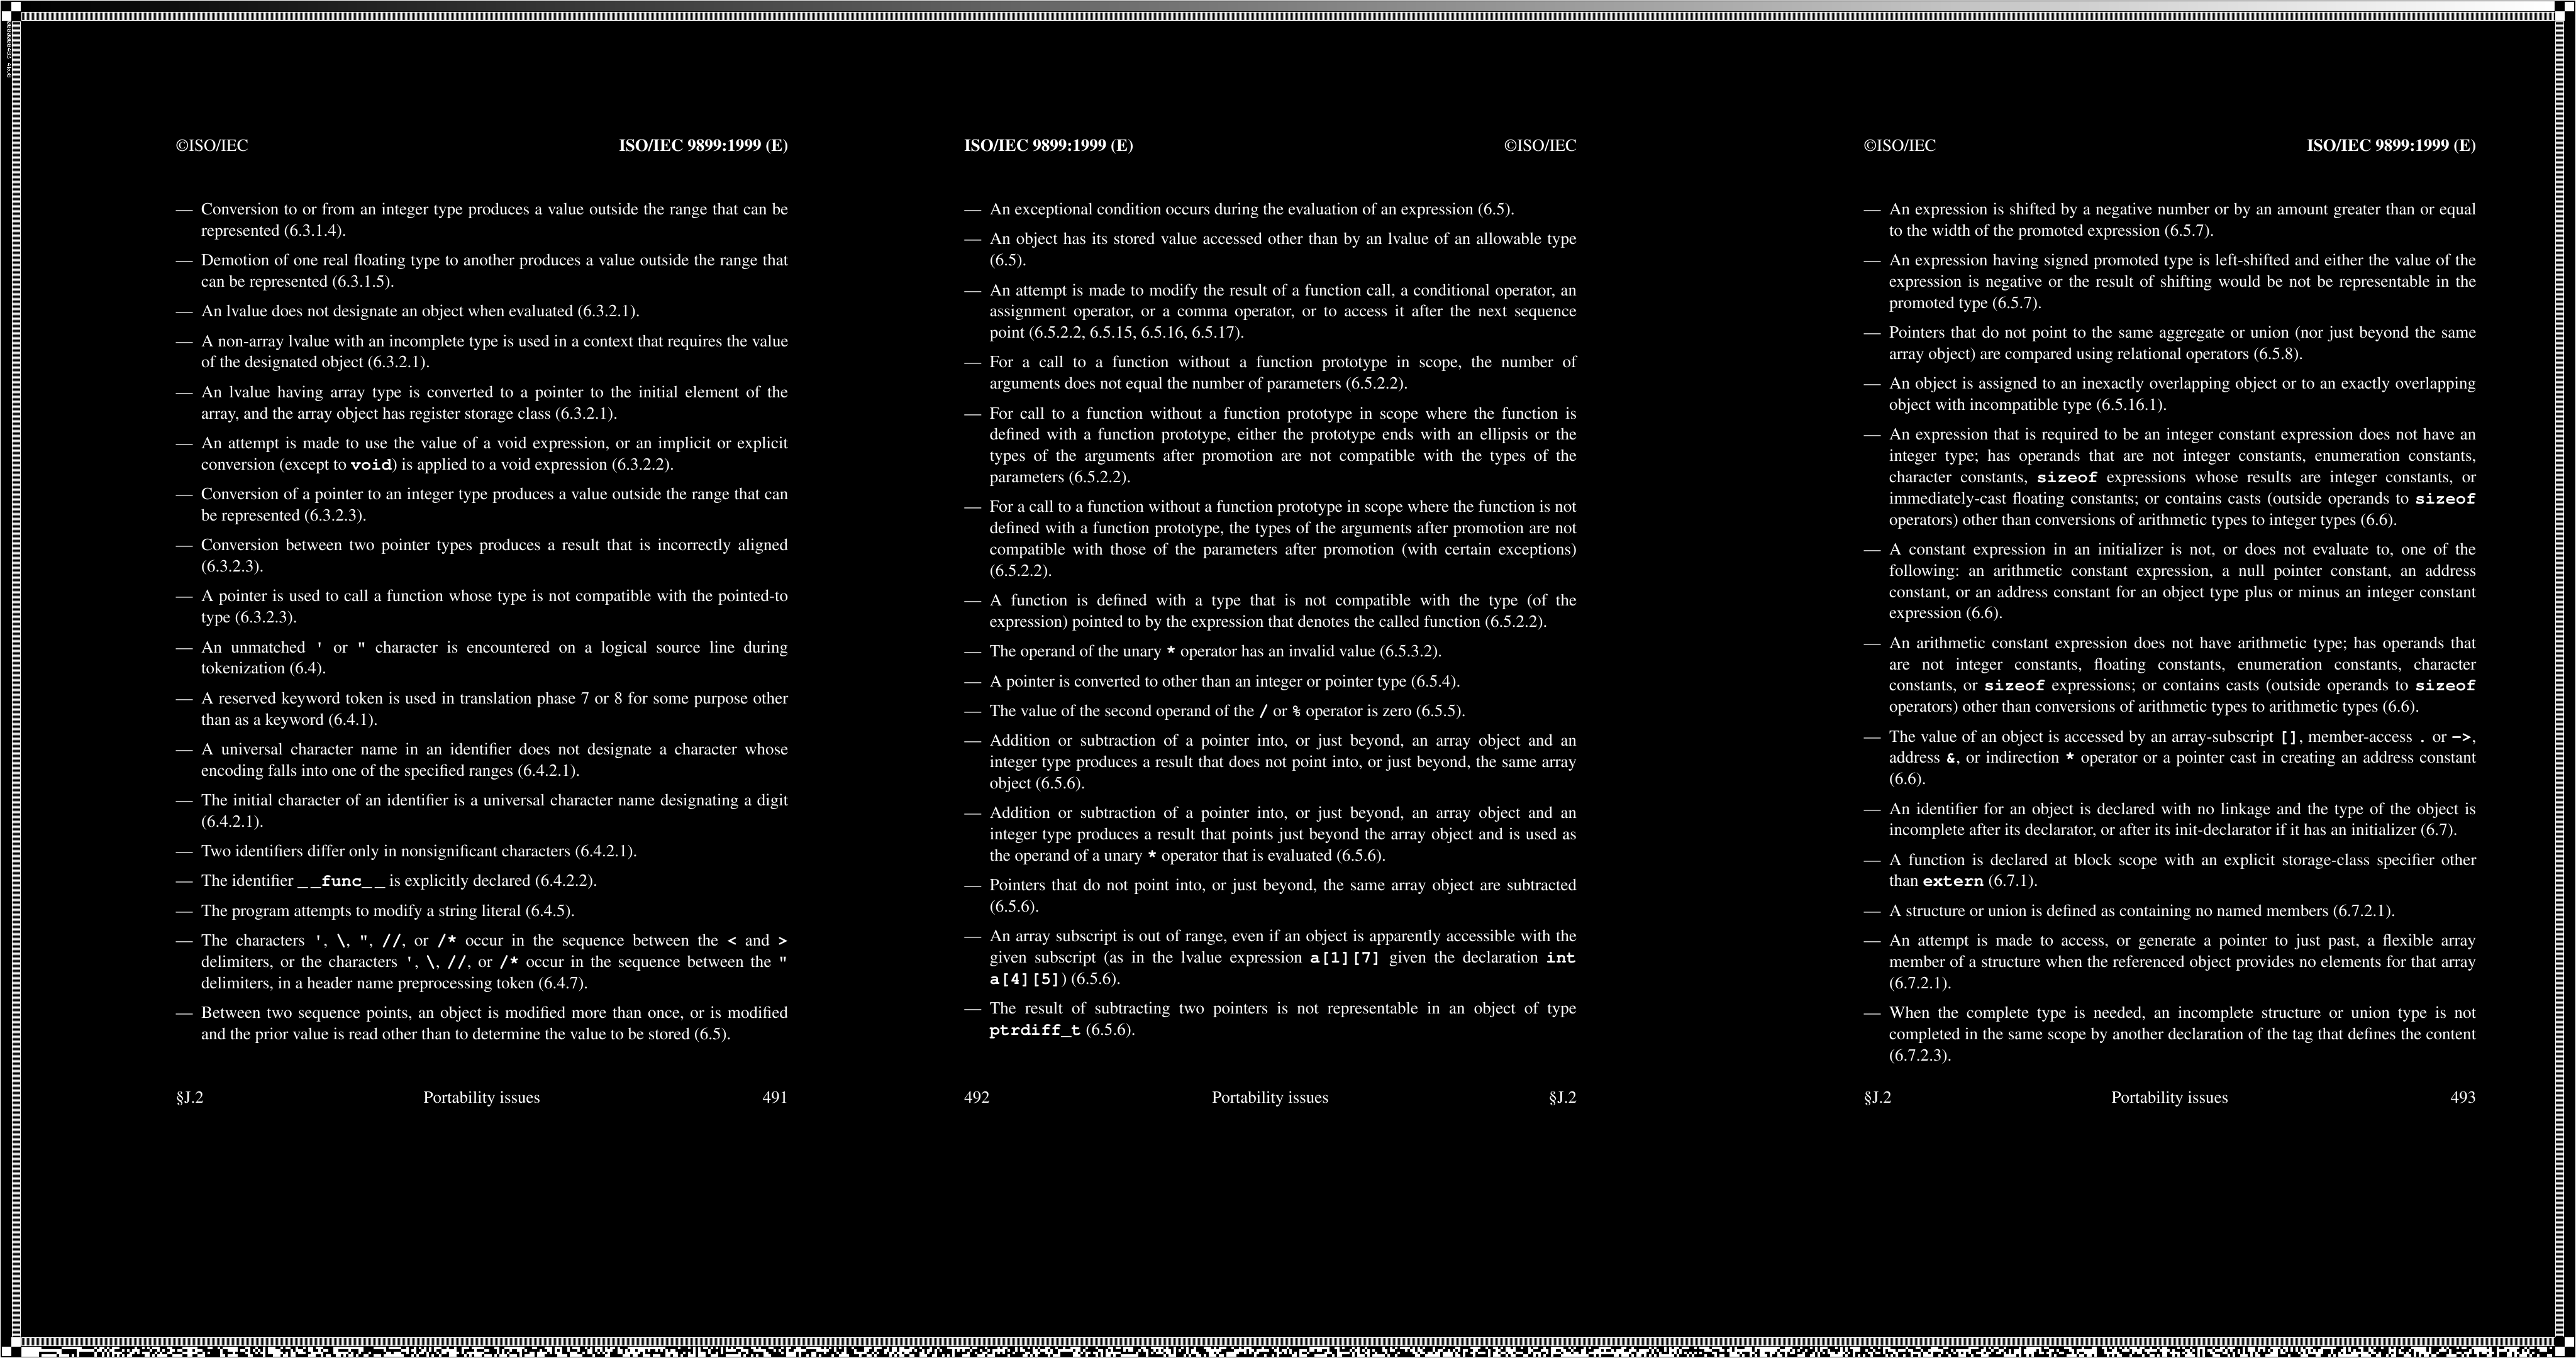 ©ISO/IEC ISO/IEC 9899:1999 (E)
— Conversion to or from an integer type produces a value outside the range that can be
represented (6.3.1.4).
— Demotion of one real floating type to another produces a value outside the range that
can be represented (6.3.1.5).
— An lvalue does not designate an object when evaluated (6.3.2.1).
— A non-array lvalue with an incomplete type is used in a context that requires the value
of the designated object (6.3.2.1).
— An lvalue having array type is converted to a pointer to the initial element of the
array, and the array object has register storage class (6.3.2.1).
— An attempt is made to use the value of a void expression, or an implicit or explicit
conversion (except to void) is applied to a void expression (6.3.2.2).
— Conversion of a pointer to an integer type produces a value outside the range that can
be represented (6.3.2.3).
— Conversion between two pointer types produces a result that is incorrectly aligned
(6.3.2.3).
— A pointer is used to call a function whose type is not compatible with the pointed-to
type (6.3.2.3).
— An unmatched ' or " character is encountered on a logical source line during
tokenization (6.4).
— A reserved keyword token is used in translation phase 7 or 8 for some purpose other
than as a keyword (6.4.1).
— A universal character name in an identifier does not designate a character whose
encoding falls into one of the specified ranges (6.4.2.1).
— The initial character of an identifier is a universal character name designating a digit
(6.4.2.1).
— Two identifiers differ only in nonsignificant characters (6.4.2.1).
— The identifier __func__ is explicitly declared (6.4.2.2).
— The program attempts to modify a string literal (6.4.5).
— The characters ', \, ", //, or /* occur in the sequence between the < and >
delimiters, or the characters ', \, //, or /* occur in the sequence between the "
delimiters, in a header name preprocessing token (6.4.7).
— Between two sequence points, an object is modified more than once, or is modified
and the prior value is read other than to determine the value to be stored (6.5).
§J.2 Portability issues 491
ISO/IEC 9899:1999 (E) ©ISO/IEC
— An exceptional condition occurs during the evaluation of an expression (6.5).
— An object has its stored value accessed other than by an lvalue of an allowable type
(6.5).
— An attempt is made to modify the result of a function call, a conditional operator, an
assignment operator, or a comma operator, or to access it after the next sequence
point (6.5.2.2, 6.5.15, 6.5.16, 6.5.17).
— For a call to a function without a function prototype in scope, the number of
arguments does not equal the number of parameters (6.5.2.2).
— For call to a function without a function prototype in scope where the function is
defined with a function prototype, either the prototype ends with an ellipsis or the
types of the arguments after promotion are not compatible with the types of the
parameters (6.5.2.2).
— For a call to a function without a function prototype in scope where the function is not
defined with a function prototype, the types of the arguments after promotion are not
compatible with those of the parameters after promotion (with certain exceptions)
(6.5.2.2).
— A function is defined with a type that is not compatible with the type (of the
expression) pointed to by the expression that denotes the called function (6.5.2.2).
— The operand of the unary * operator has an invalid value (6.5.3.2).
— A pointer is converted to other than an integer or pointer type (6.5.4).
— The value of the second operand of the / or % operator is zero (6.5.5).
— Addition or subtraction of a pointer into, or just beyond, an array object and an
integer type produces a result that does not point into, or just beyond, the same array
object (6.5.6).
— Addition or subtraction of a pointer into, or just beyond, an array object and an
integer type produces a result that points just beyond the array object and is used as
the operand of a unary * operator that is evaluated (6.5.6).
— Pointers that do not point into, or just beyond, the same array object are subtracted
(6.5.6).
— An array subscript is out of range, even if an object is apparently accessible with the
given subscript (as in the lvalue expression a[1][7] given the declaration int
a[4][5]) (6.5.6).
— The result of subtracting two pointers is not representable in an object of type
ptrdiff_t (6.5.6).
492 Portability issues §J.2
©ISO/IEC ISO/IEC 9899:1999 (E)
— An expression is shifted by a negative number or by an amount greater than or equal
to the width of the promoted expression (6.5.7).
— An expression having signed promoted type is left-shifted and either the value of the
expression is negative or the result of shifting would be not be representable in the
promoted type (6.5.7).
— Pointers that do not point to the same aggregate or union (nor just beyond the same
array object) are compared using relational operators (6.5.8).
— An object is assigned to an inexactly overlapping object or to an exactly overlapping
object with incompatible type (6.5.16.1).
— An expression that is required to be an integer constant expression does not have an
integer type; has operands that are not integer constants, enumeration constants,
character constants, sizeof expressions whose results are integer constants, or
immediately-cast floating constants; or contains casts (outside operands to sizeof
operators) other than conversions of arithmetic types to integer types (6.6).
— A constant expression in an initializer is not, or does not evaluate to, one of the
following: an arithmetic constant expression, a null pointer constant, an address
constant, or an address constant for an object type plus or minus an integer constant
expression (6.6).
— An arithmetic constant expression does not have arithmetic type; has operands that
are not integer constants, floating constants, enumeration constants, character
constants, or sizeof expressions; or contains casts (outside operands to sizeof
operators) other than conversions of arithmetic types to arithmetic types (6.6).
— The value of an object is accessed by an array-subscript [], member-access . or −>,
address &, or indirection * operator or a pointer cast in creating an address constant
(6.6).
— An identifier for an object is declared with no linkage and the type of the object is
incomplete after its declarator, or after its init-declarator if it has an initializer (6.7).
— A function is declared at block scope with an explicit storage-class specifier other
than extern (6.7.1).
— A structure or union is defined as containing no named members (6.7.2.1).
— An attempt is made to access, or generate a pointer to just past, a flexible array
member of a structure when the referenced object provides no elements for that array
(6.7.2.1).
— When the complete type is needed, an incomplete structure or union type is not
completed in the same scope by another declaration of the tag that defines the content
(6.7.2.3).
§J.2 Portability issues 493